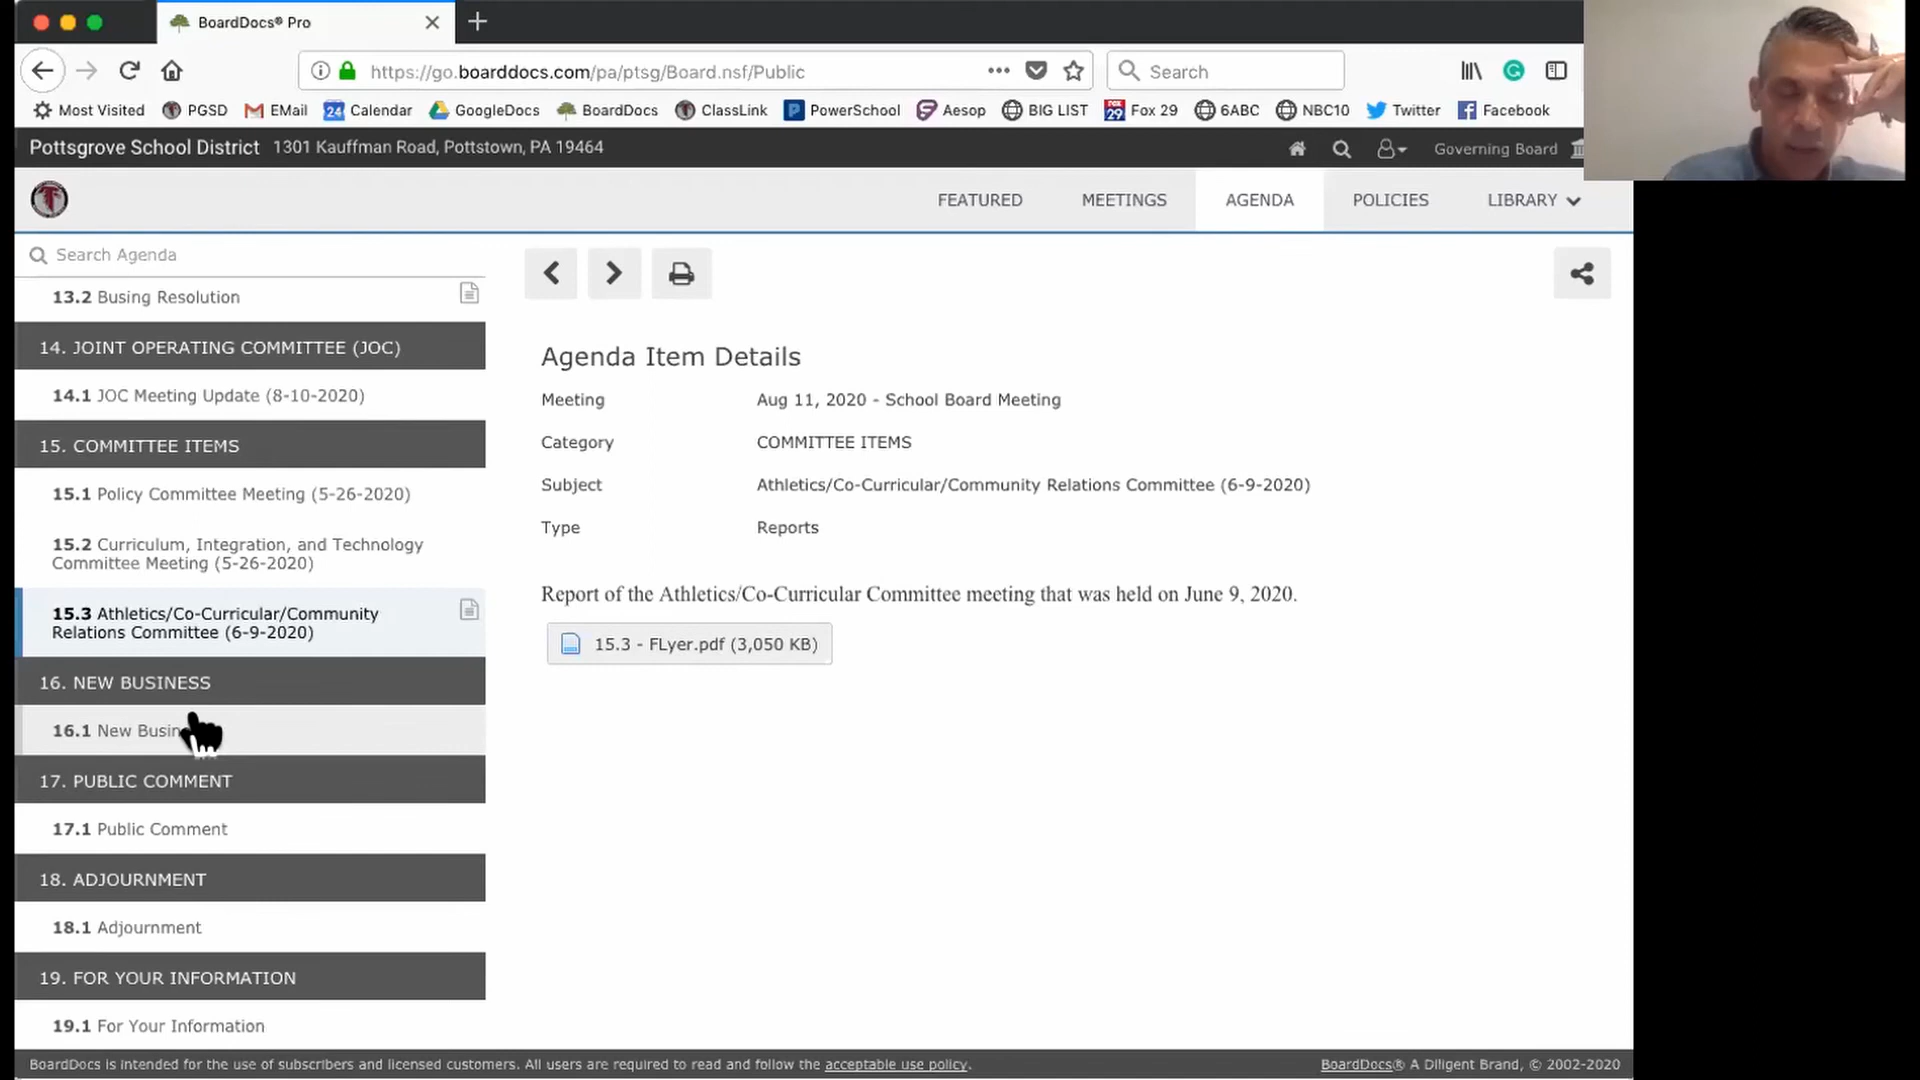 BoardDocs® Pro
https://go.boarddocs.com/pa/ptsg/Board.nsf/Public
Search
Most Visited PGSD EMail 24 Calendar GoogleDocs BoardDocs ClassLink PowerSchool Aesop BIG LIST Fox 29 6ABC NBC10 Twitter Facebook
Pottsgrove School District 1301 Kauffman Road, Pottstown, PA 19464
Governing Board
FEATURED MEETINGS AGENDA POLICIES LIBRARY
Search Agenda
13.2 Busing Resolution
14. JOINT OPERATING COMMITTEE (JOC)
14.1 JOC Meeting Update (8-10-2020)
15. COMMITTEE ITEMS
15.1 Policy Committee Meeting (5-26-2020)
15.2 Curriculum, Integration, and Technology
Committee Meeting (5-26-2020)
15.3 Athletics/Co-Curricular/Community
Relations Committee (6-9-2020)
16. NEW BUSINESS
16.1 New Busin
17. PUBLIC COMMENT
17.1 Public Comment
18. ADJOURNMENT
18.1 Adjournment
19. FOR YOUR INFORMATION
19.1 For Your Information
Agenda Item Details
Meeting Aug 11, 2020 - School Board Meeting
Category COMMITTEE ITEMS
Subject Athletics/Co-Curricular/Community Relations Committee (6-9-2020)
Type Reports
Report of the Athletics/Co-Curricular Committee meeting that was held on June 9, 2020.
15.3 - FLyer.pdf (3,050 KB)
BoardDocs is intended for the use of subscribers and licensed customers. All users are required to read and follow the acceptable use policy.
BoardDocs® A Diligent Brand, © 2002-2020